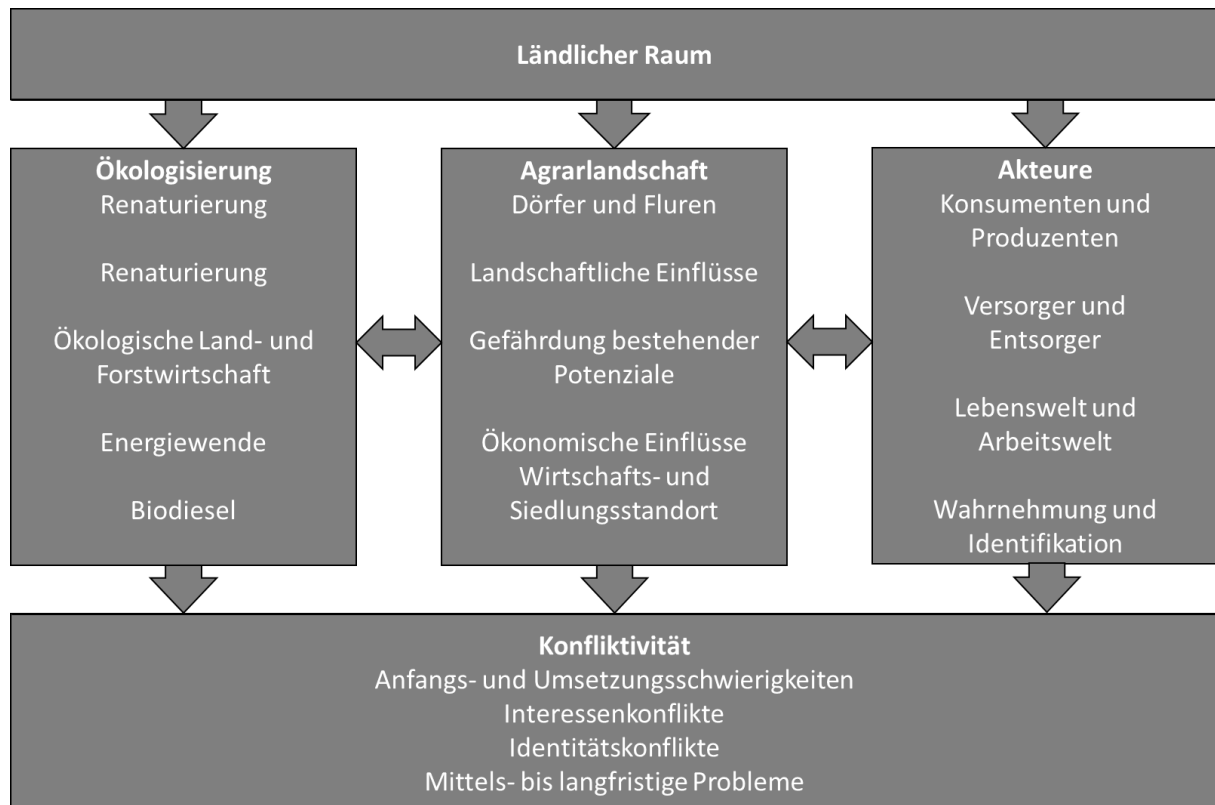 Ländlicher Raum
Ökologisierung
Renaturierung
Renaturierung
Ökologische Land- und
Forstwirtschaft
Energiewende
Biodiesel
Agrarlandschaft
Dörfer und Fluren
Landschaftliche Einflüsse
Gefährdung bestehender
Potenziale
Ökonomische Einflüsse
Wirtschafts- und
Siedlungsstandort
Akteure
Konsumenten und
Produzenten
Versorger und
Entsorger
Lebenswelt und
Arbeitswelt
Wahrnehmung und
Identifikation
Konfliktivität
Anfangs- und Umsetzungsschwierigkeiten
Interessenkonflikte
Identitätskonflikte
Mittels- bis langfristige Probleme